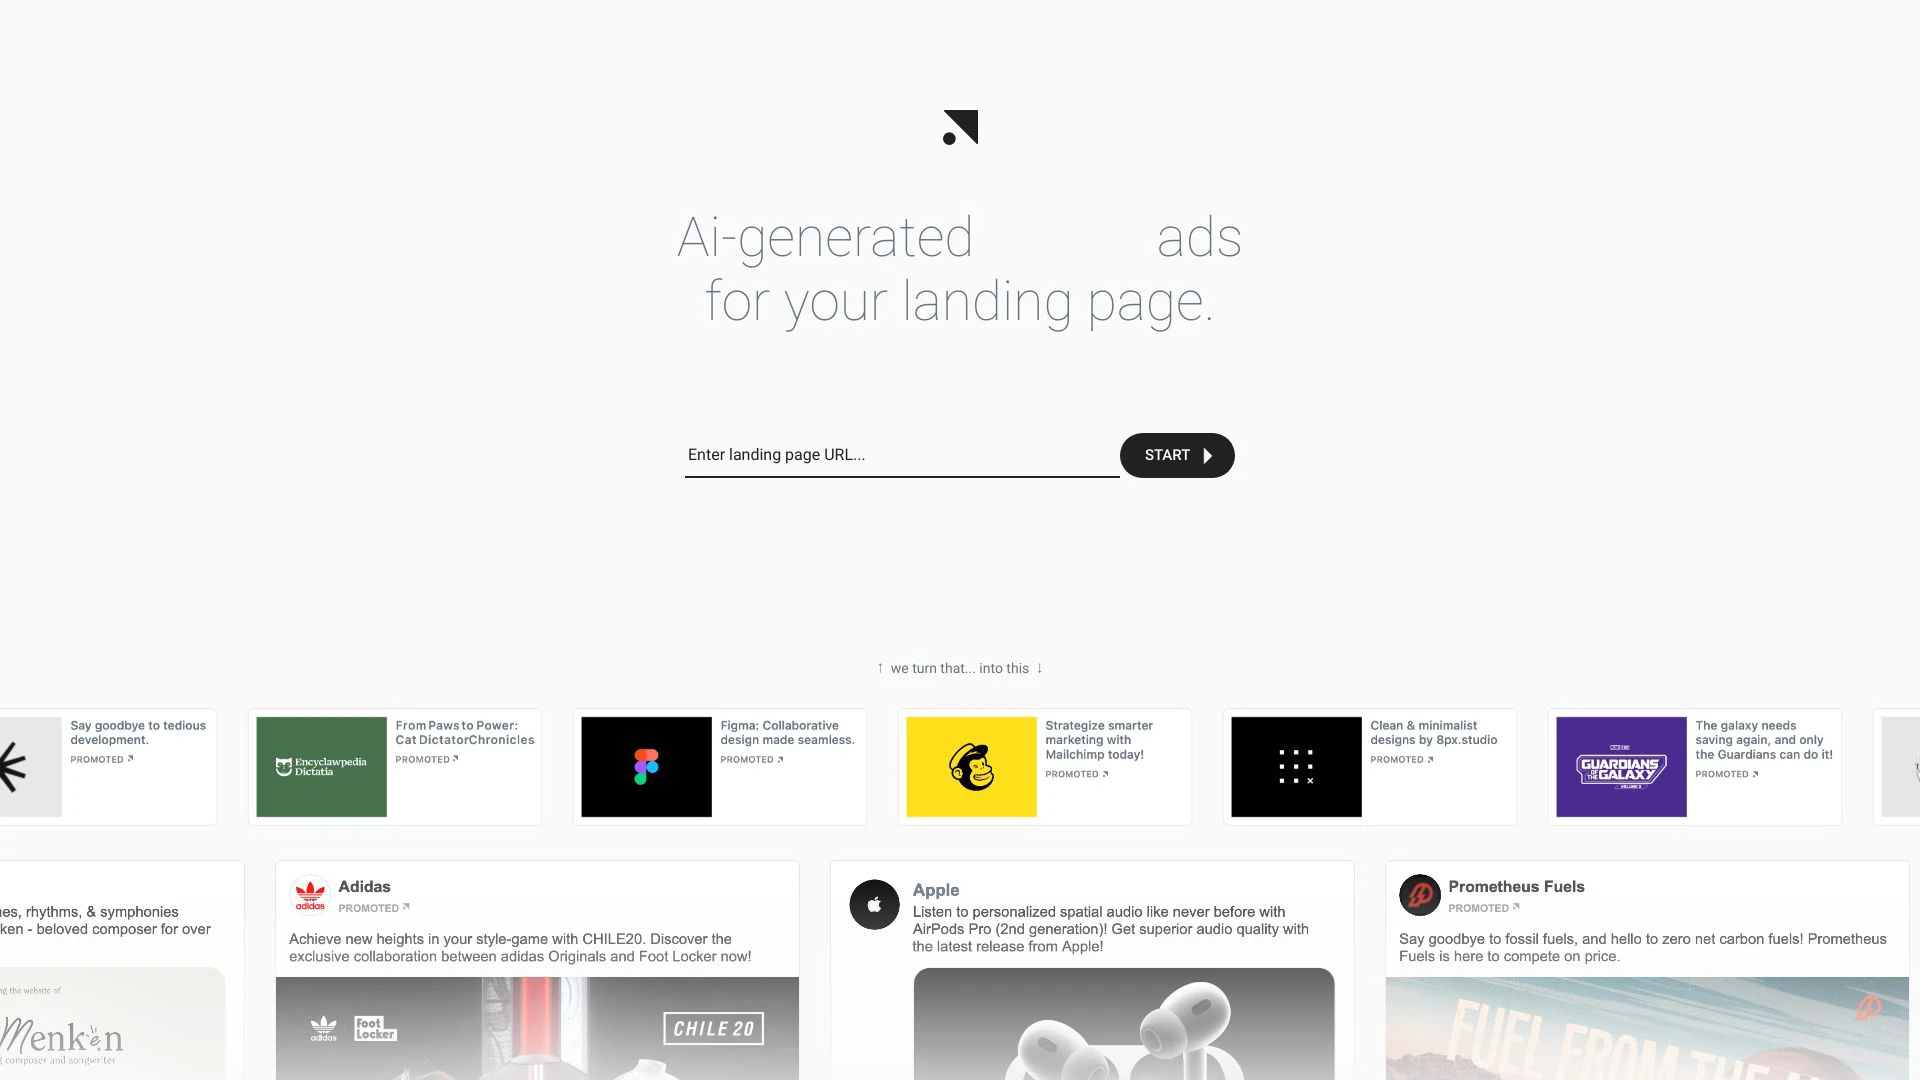 Ai-generated ads
for your landing page.
Enter landing page URL...
START
↑ we turn that... into this ↓
Say goodbye to tedious
development.
PROMOTED
Encyclawpedia
Dictatia
From Paws to Power:
Cat DictatorChronicles
PROMOTED
Figma: Collaborative
design made seamless.
PROMOTED
Strategize smarter
marketing with
Mailchimp today!
PROMOTED
Clean & minimalist
designs by 8px.studio
PROMOTED
GUARDIANS
OF THE GALAXY
VOLUME 3
The galaxy needs
saving again, and only
the Guardians can do it!
PROMOTED
rhythms, & symphonies
- beloved composer for over
the website of
Menken
composer and songwriter
adidas
Adidas
PROMOTED
Achieve new heights in your style-game with CHILE20. Discover the
exclusive collaboration between adidas Originals and Foot Locker now!
adidas
Foot
Locker
CHILE 20
Apple
Listen to personalized spatial audio like never before with
AirPods Pro (2nd generation)! Get superior audio quality with
the latest release from Apple!
Prometheus Fuels
PROMOTED
Say goodbye to fossil fuels, and hello to zero net carbon fuels! Prometheus
Fuels is here to compete on price.
FUEL FROM THE